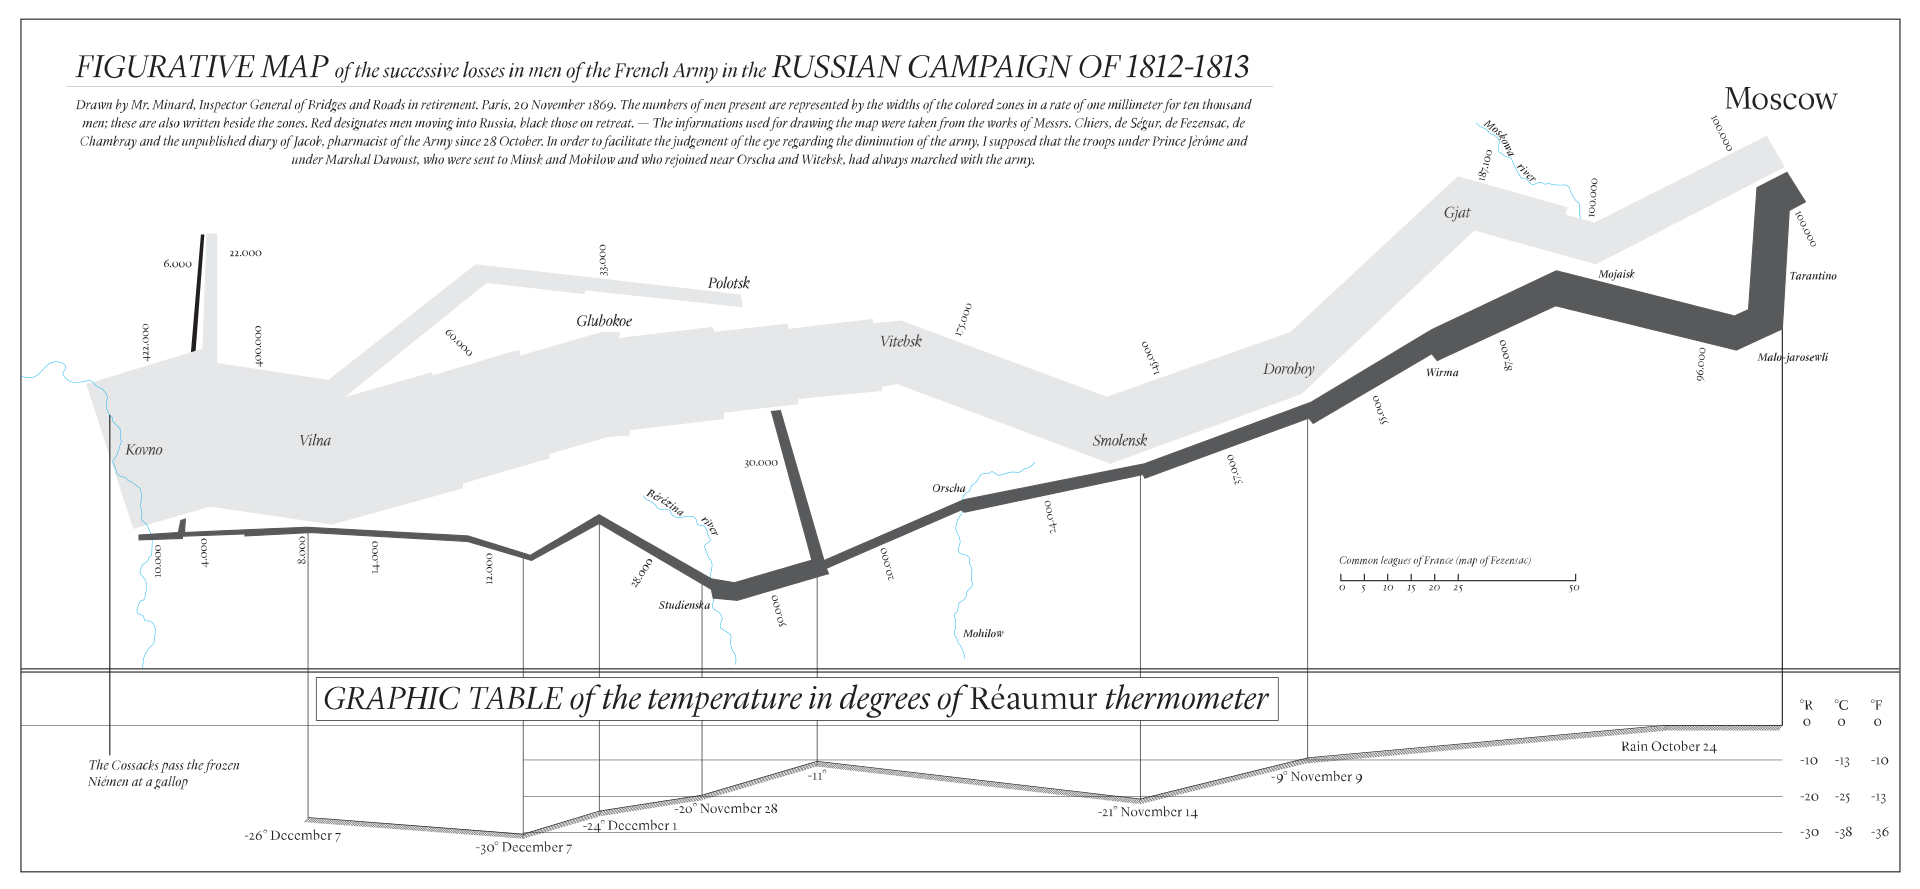 FIGURATIVE MAP of the successive losses in men of the French Army in the RUSSIAN CAMPAIGN OF 1812-1813
Drawn by Mr. Minard, Inspector General of Bridges and Roads in retirement. Paris, 20 November 1869. The numbers of men present are represented by the widths of the colored zones in a rate of one millimeter for ten thousand
men; these are also written beside the zones. Red designates men moving into Russia, black those on retreat. — The informations used for drawing the map were taken from the works of Messrs. Chiers, de Ségur, de Fezensac, de
Chambray and the unpublished diary of Jacob, pharmacist of the Army since 28 October. In order to facilitate the judgement of the eye regarding the diminution of the army, I supposed that the troops under Prince Jèrôme and
under Marshal Davoust, who were sent to Minsk and Mobilow and who rejoined near Orscha and Witebsk, had always marched with the army.
Moscow
100.000
Moskowa river
187.100
100.000
Gjat
100.000
6.000
22.000
33.000
Polotsk
Mojaisk
Tarantino
422.000
400.000
60.000
Glubokoe
Vitebsk
175.000
145.000
Doroboy
Wirma
87.000
96.000
Malo-jarosewli
55.000
Kovno
Vilna
Smolensk
30.000
37.000
Orscha
Bérézina river
24.000
10.000
4.000
8.000
14.000
12.000
28.000
20.000
Studienska
50.000
Mohilow
Common leagues of France (map of Fezensac)
0 5 10 15 20 25 50
GRAPHIC TABLE of the temperature in degrees of Réaumur thermometer
°R °C °F
0 0 0
Rain October 24
-10 -13 -10
The Cossacks pass the frozen
Niémen at a gallop
-11°
-9° November 9
-20 -25 -13
-20° November 28
-21° November 14
-24° December 1
-26° December 7
-30 -38 -36
-30° December 7